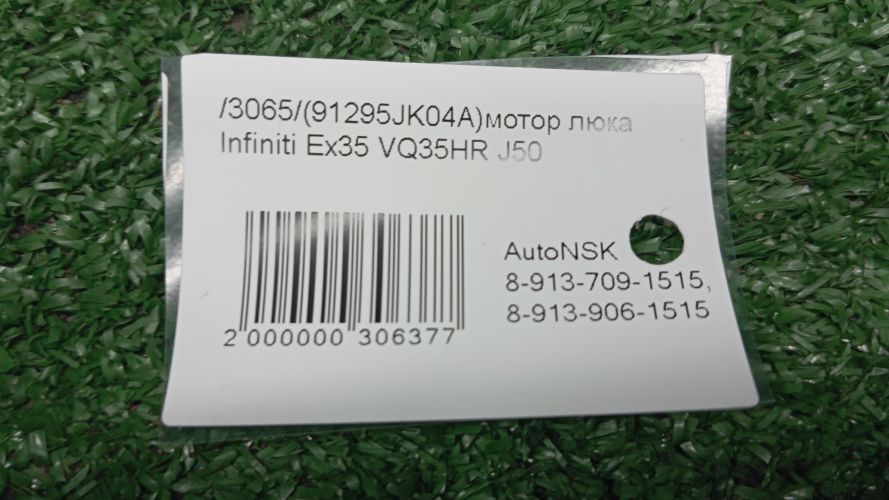 /3065/(91295JK04A)мотор люка
Infiniti Ex35 VQ35HR J50
AutoNSK
8-913-709-1515,
8-913-906-1515
2 000000 306377